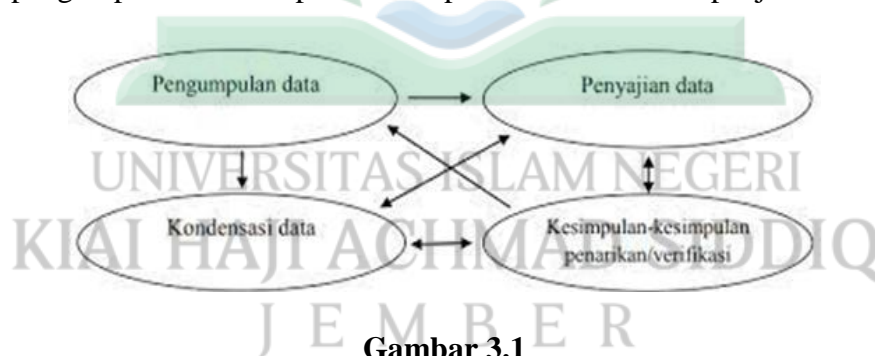 Pengumpulan data
Penyajian data
UNIVERSITAS ISLAM NEGERI
Kondensasi data
Kesimpulan-kesimpulan
penarikan/verifikasi
KIAI HAJI ACHMAD SIDDIQ
JEMBER
Gambar 3.1